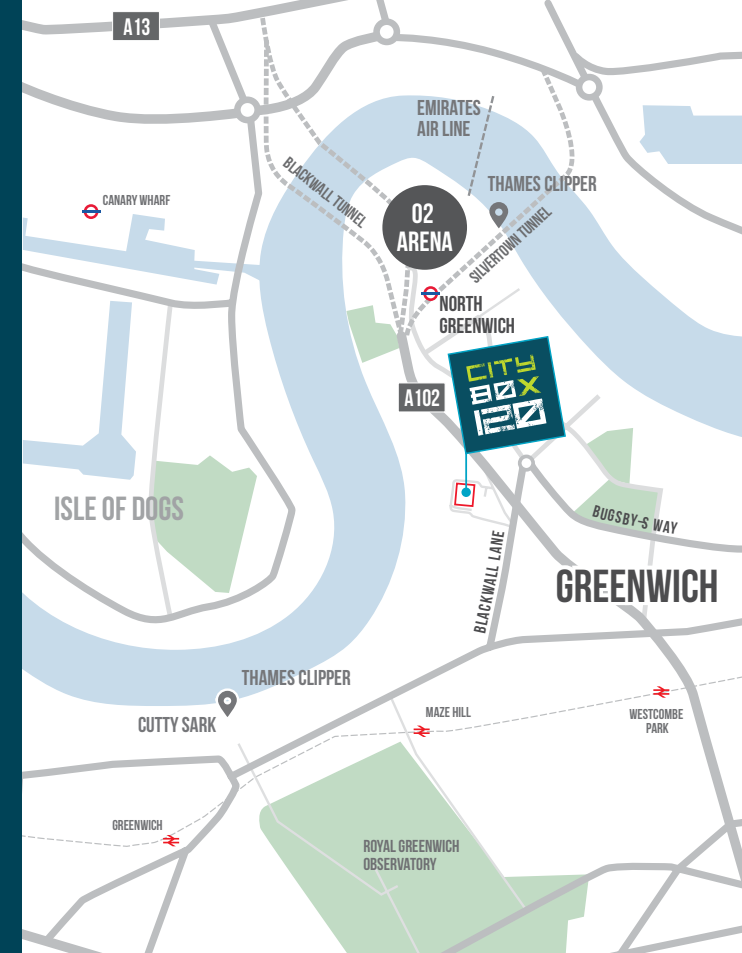 A13
EMIRATES
AIR LINE
BLACKWALL TUNNEL
THAMES CLIPPER
CANARY WHARF
02
ARENA
SILVERTOWN TUNNEL
NORTH
GREENWICH
CITY
BOX
120
A102
ISLE OF DOGS
BUGSBY-S WAY
BLACKWALL LANE
GREENWICH
THAMES CLIPPER
CUTTY SARK
MAZE HILL
WESTCOMBE
PARK
GREENWICH
ROYAL GREENWICH
OBSERVATORY